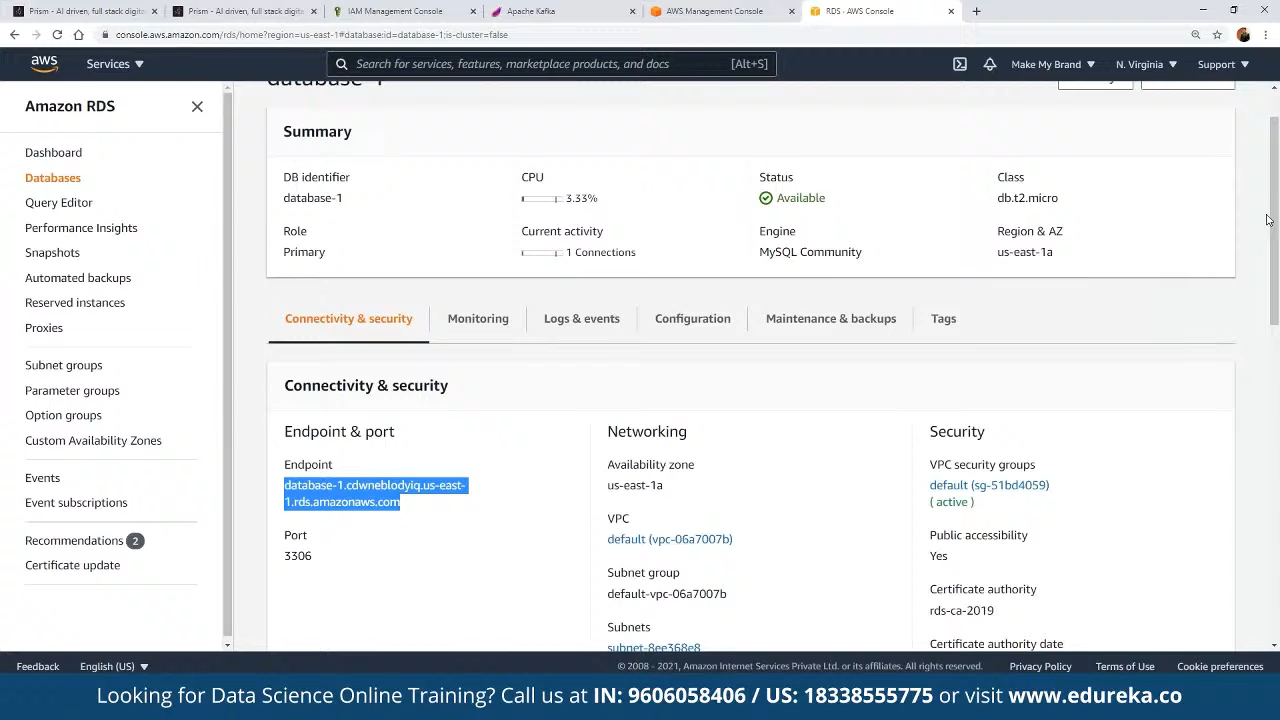 Prism - AI driven, full stack digit
Prism - AI driven, full stack digit
IAM Management Console
Apache Kafka
AWS Management Console
RDS · AWS Console
console.aws.amazon.com/rds/home?region=us-east-1#database:id=database-1;is-cluster=false
aws
Services
Search for services, features, marketplace products, and docs
[Alt+S]
Make My Brand
N. Virginia
Support
Amazon RDS
Dashboard
Databases
Query Editor
Performance Insights
Snapshots
Automated backups
Reserved instances
Proxies
Subnet groups
Parameter groups
Option groups
Custom Availability Zones
Events
Event subscriptions
Recommendations 2
Certificate update
database-1
Summary
DB identifier
database-1
CPU
3.33%
Status
Available
Class
db.t2.micro
Role
Primary
Current activity
1 Connections
Engine
MySQL Community
Region & AZ
us-east-1a
Connectivity & security
Monitoring
Logs & events
Configuration
Maintenance & backups
Tags
Connectivity & security
Endpoint & port
Endpoint
database-1.cdwneblodyiq.us-east-
1.rds.amazonaws.com
Port
3306
Networking
Availability zone
us-east-1a
VPC
default (vpc-06a7007b)
Subnet group
default-vpc-06a7007b
Subnets
subnet-8ee368e8
Security
VPC security groups
default (sg-51bd4059)
( active )
Public accessibility
Yes
Certificate authority
rds-ca-2019
Certificate authority date
Feedback
English (US)
© 2008 - 2021, Amazon Internet Services Private Ltd. or its affiliates. All rights reserved.
Privacy Policy
Terms of Use
Cookie preferences
Looking for Data Science Online Training? Call us at IN: 9606058406 / US: 18338555775 or visit www.edureka.co